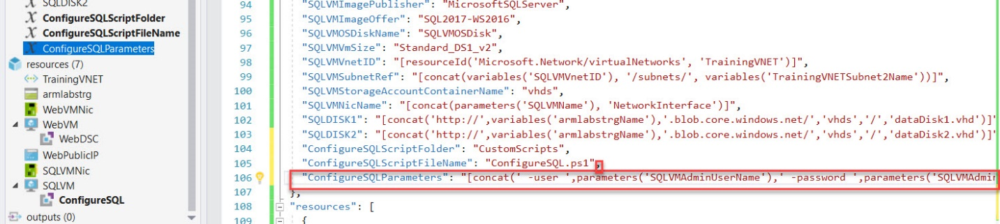 SQLDISK2
ConfigureSQLScriptFolder
ConfigureSQLScriptFileName
ConfigureSQLParameters
resources (7)
TrainingVNET
armlabstrg
WebVMNic
WebVM
WebDSC
WebPublicIP
SQLVMNic
SQLVM
ConfigureSQL
outputs (0)
94 "SQLVMImagePublisher": "MicrosoftSQLServer",
95 "SQLVMImageOffer": "SQL2017-WS2016",
96 "SQLVMOSDiskName": "SQLVMOSDisk",
97 "SQLVMVmSize": "Standard_DS1_v2",
98 "SQLVMVnetID": "[resourceId('Microsoft.Network/virtualNetworks', 'TrainingVNET')]",
99 "SQLVMSubnetRef": "[concat(variables('SQLVMVnetID'), '/subnets/', variables('TrainingVNETSubnet2Name'))]",
100 "SQLVMStorageAccountContainerName": "vhds",
101 "SQLVMNicName": "[concat(parameters('SQLVMName'), 'NetworkInterface')]",
102 "SQLDISK1": "[concat('http://',variables('armlabstrgName'),'.blob.core.windows.net/','vhds','/','dataDisk1.vhd')]"
103 "SQLDISK2": "[concat('http://',variables('armlabstrgName'),'.blob.core.windows.net/','vhds','/','dataDisk2.vhd')]"
104 "ConfigureSQLScriptFolder": "CustomScripts",
105 "ConfigureSQLScriptFileName": "ConfigureSQL.ps1",
106 "ConfigureSQLParameters": "[concat(' -user ',parameters('SQLVMAdminUserName'),' -password ',parameters('SQLVMAdmin
107 },
108 "resources": [
109 {